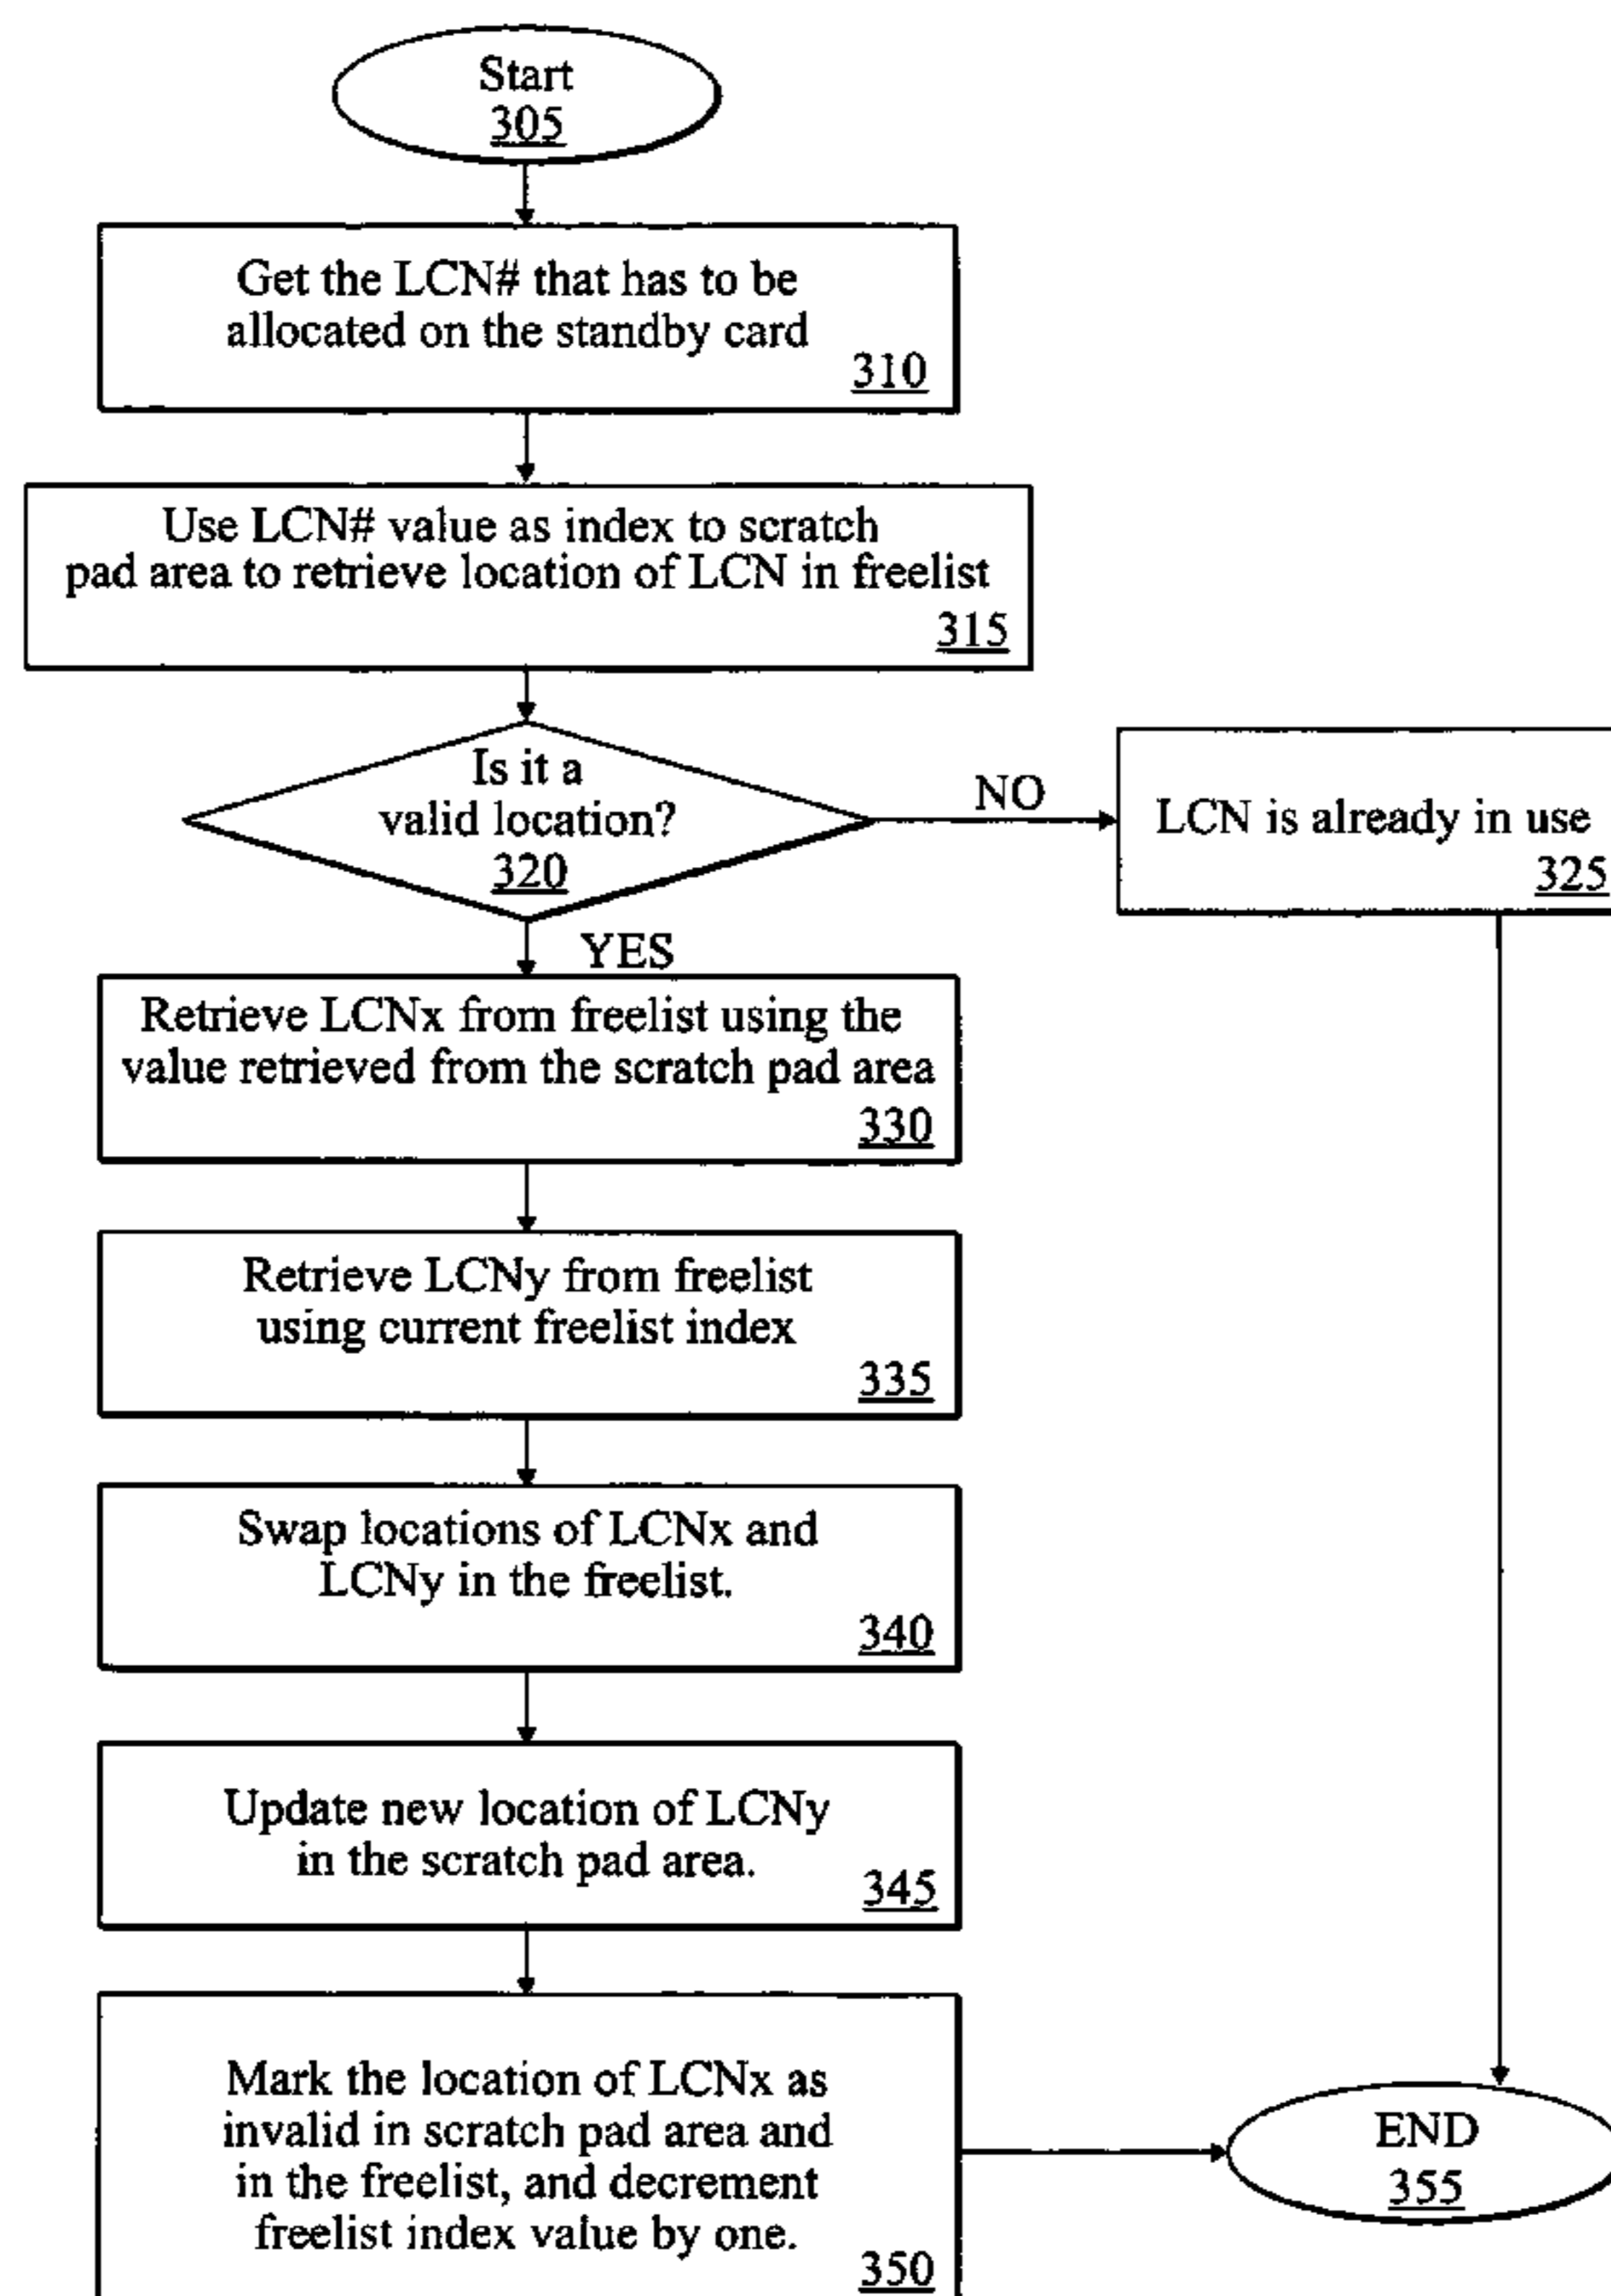 Start
305
Get the LCN# that has to be
allocated on the standby card
310
Use LCN# value as index to scratch
pad area to retrieve location of LCN in freelist
315
Is it a
valid location?
320
NO
LCN is already in use
325
YES
Retrieve LCNx from freelist using the
value retrieved from the scratch pad area
330
Retrieve LCNy from freelist
using current freelist index
335
Swap locations of LCNx and
LCNy in the freelist.
340
Update new location of LCNy
in the scratch pad area.
345
Mark the location of LCNx as
invalid in scratch pad area and
in the freelist, and decrement
freelist index value by one.
350
END
355